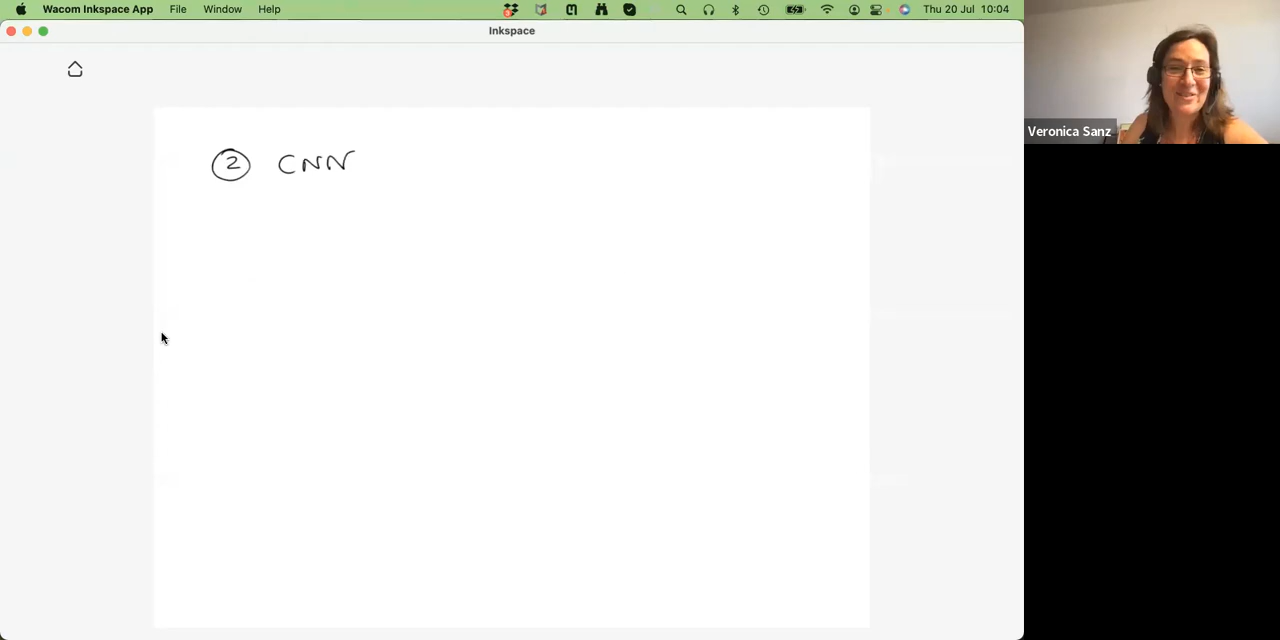 Wacom Inkspace App File Window Help Thu 20 Jul 10:04
Inkspace
Veronica Sanz
② CNN